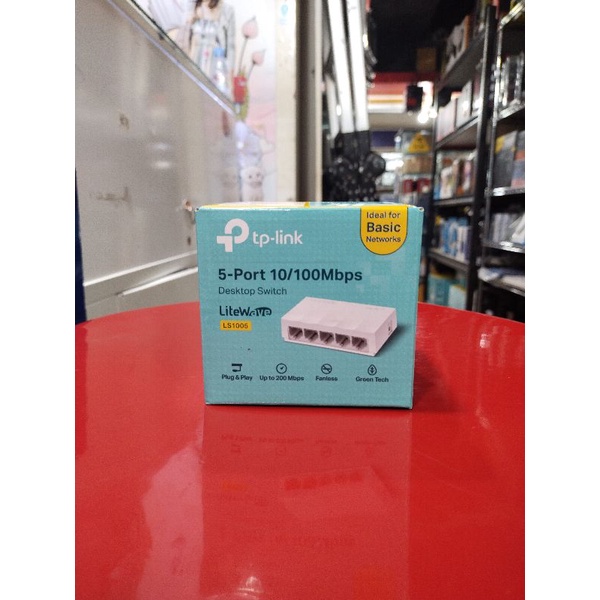 tp-link
Ideal for
Basic
Networks
5-Port 10/100Mbps
Desktop Switch
LiteWave
LS1005
Plug & Play
Up to 200 Mbps
Fanless
Green Tech